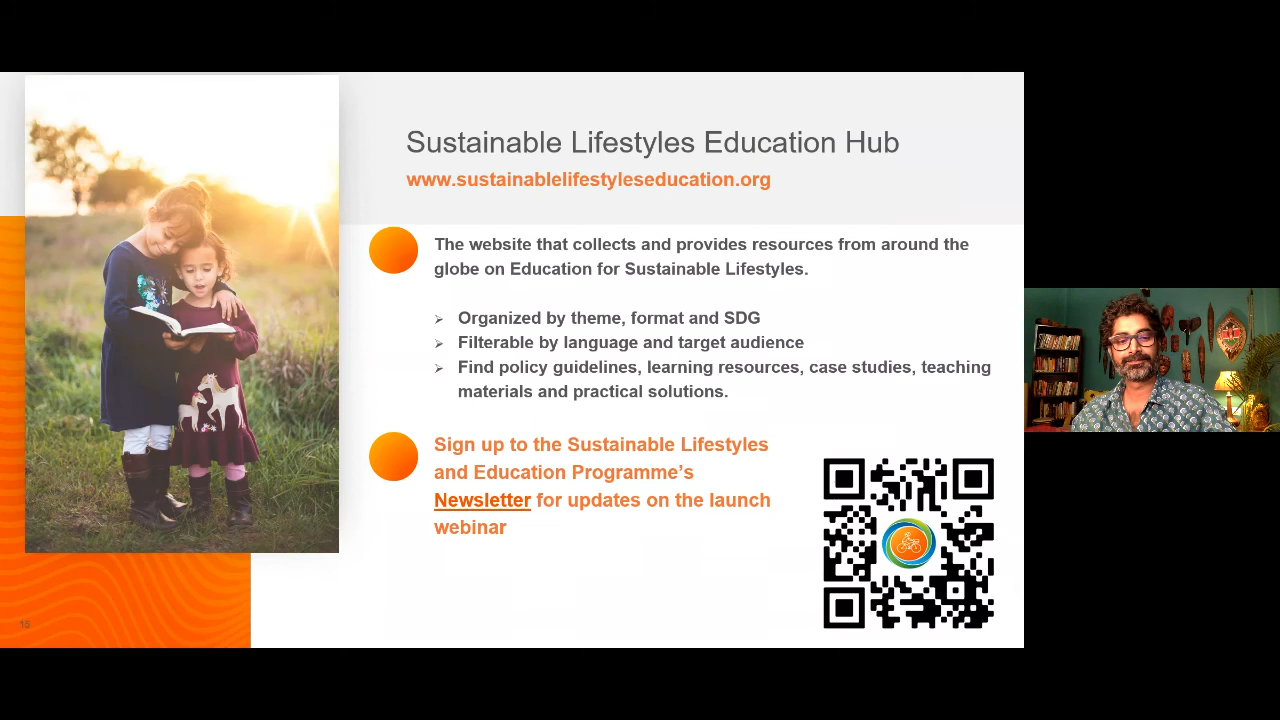 Sustainable Lifestyles Education Hub
www.sustainablelifestyleseducation.org
The website that collects and provides resources from around the
globe on Education for Sustainable Lifestyles.
Organized by theme, format and SDG
Filterable by language and target audience
Find policy guidelines, learning resources, case studies, teaching
materials and practical solutions.
Sign up to the Sustainable Lifestyles
and Education Programme’s
Newsletter for updates on the launch
webinar
15